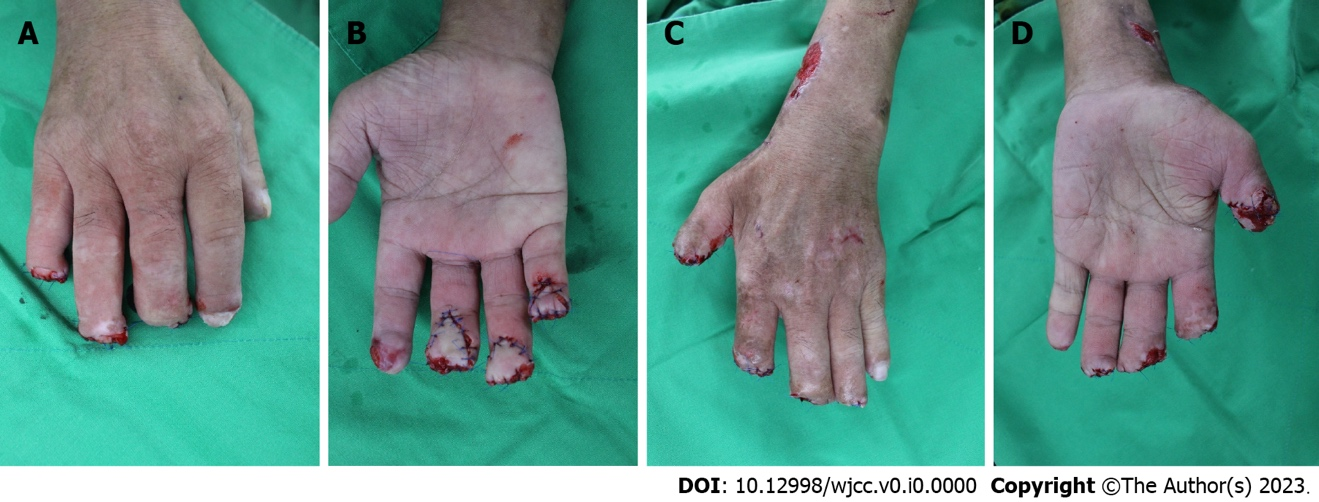 A
B
C
D
DOI: 10.12998/wjcc.v0.i0.0000 Copyright ©The Author(s) 2023.